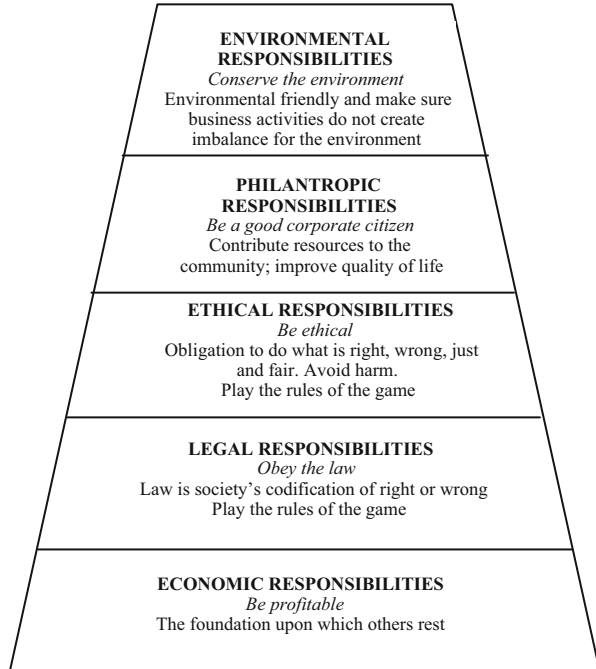 ENVIRONMENTAL
RESPONSIBILITIES
Conserve the environment
Environmental friendly and make sure
business activities do not create
imbalance for the environment
PHILANTROPIC
RESPONSIBILITIES
Be a good corporate citizen
Contribute resources to the
community; improve quality of life
ETHICAL RESPONSIBILITIES
Be ethical
Obligation to do what is right, wrong, just
and fair. Avoid harm.
Play the rules of the game
LEGAL RESPONSIBILITIES
Obey the law
Law is society’s codification of right or wrong
Play the rules of the game
ECONOMIC RESPONSIBILITIES
Be profitable
The foundation upon which others rest